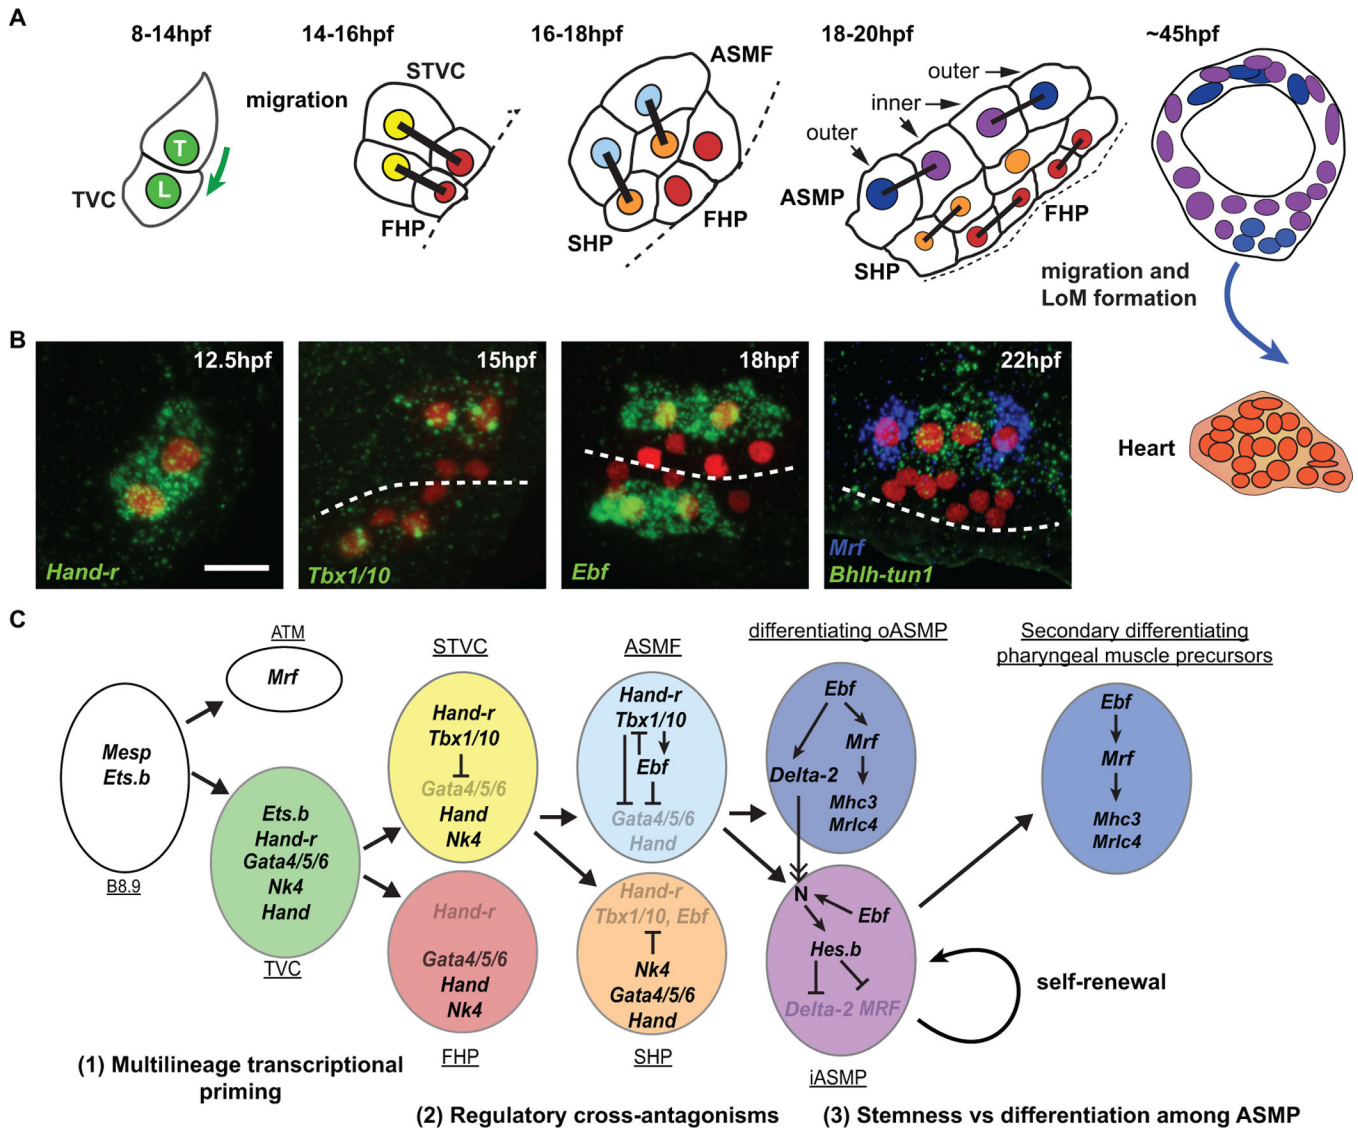 A
8-14hpf
14-16hpf
16-18hpf
18-20hpf
~45hpf
STVC
ASMF
outer
migration
inner
outer
T
L
TVC
ASMP
FHP
SHP
FHP
SHP
FHP
migration and
LoM formation
B
12.5hpf
15hpf
18hpf
22hpf
Hand-r
Tbx1/10
Ebf
Mrf
Bhlh-tun1
Heart
C
ATM
Mrf
Mesp
Ets.b
B8.9
Ets.b
Hand-r
Gata4/5/6
Nk4
Hand
TVC
STVC
Hand-r
Tbx1/10
Gata4/5/6
Hand
Nk4
Hand-r
Gata4/5/6
Hand
Nk4
FHP
ASMF
Hand-r
Tbx1/10
Ebf
Gata4/5/6
Hand
Hand-r
Tbx1/10, Ebf
Nk4
Gata4/5/6
Hand
SHP
differentiating oASMP
Ebf
Mrf
Delta-2
Mhc3
Mrlc4
N
Ebf
Hes.b
Delta-2 MRF
iASMP
Secondary differentiating
pharyngeal muscle precursors
Ebf
Mrf
Mhc3
Mrlc4
self-renewal
(1) Multilineage transcriptional
priming
(2) Regulatory cross-antagonisms
(3) Stemness vs differentiation among ASMP